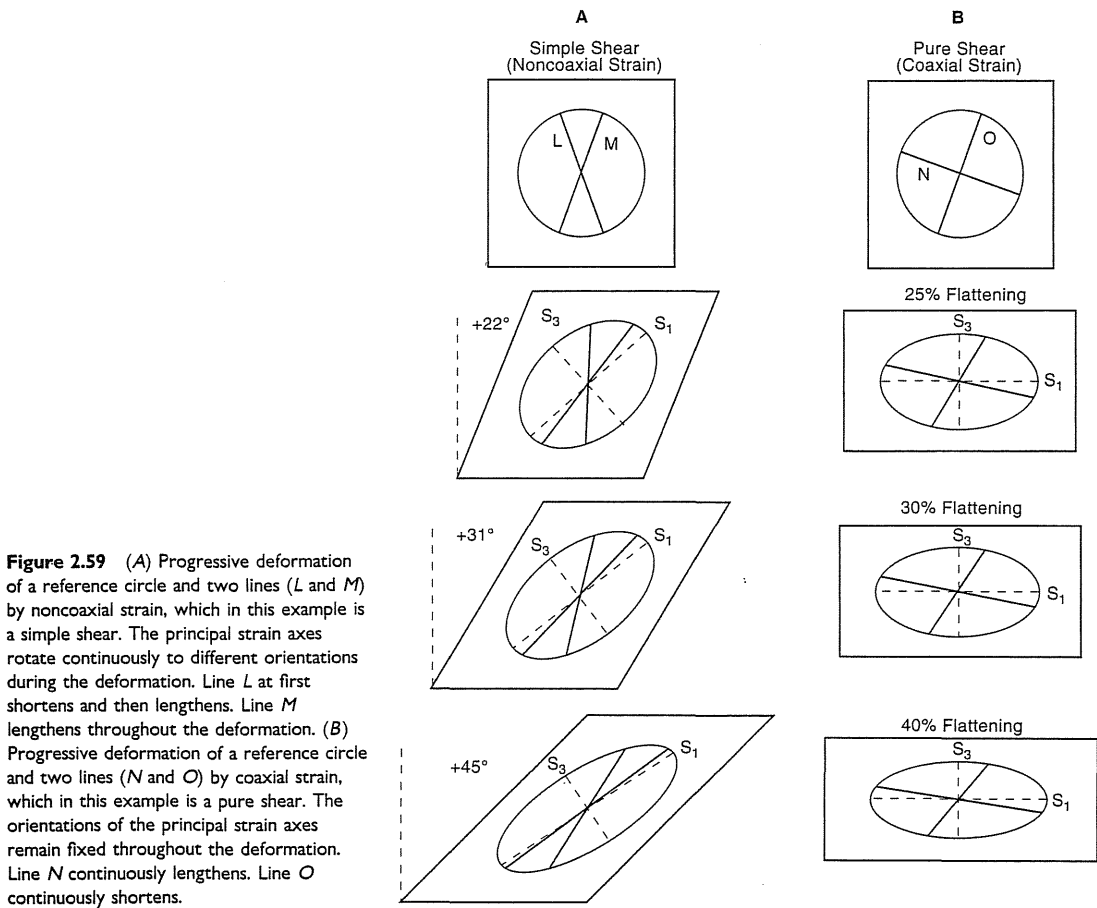 A
Simple Shear
(Noncoaxial Strain)
L
M
+22°
S3
S1
+31°
S3
S1
+45°
S3
S1
B
Pure Shear
(Coaxial Strain)
O
N
25% Flattening
S3
S1
30% Flattening
S3
S1
40% Flattening
S3
S1
Figure 2.59 (A) Progressive deformation
of a reference circle and two lines (L and M)
by noncoaxial strain, which in this example is
a simple shear. The principal strain axes
rotate continuously to different orientations
during the deformation. Line L at first
shortens and then lengthens. Line M
lengthens throughout the deformation. (B)
Progressive deformation of a reference circle
and two lines (N and O) by coaxial strain,
which in this example is a pure shear. The
orientations of the principal strain axes
remain fixed throughout the deformation.
Line N continuously lengthens. Line O
continuously shortens.